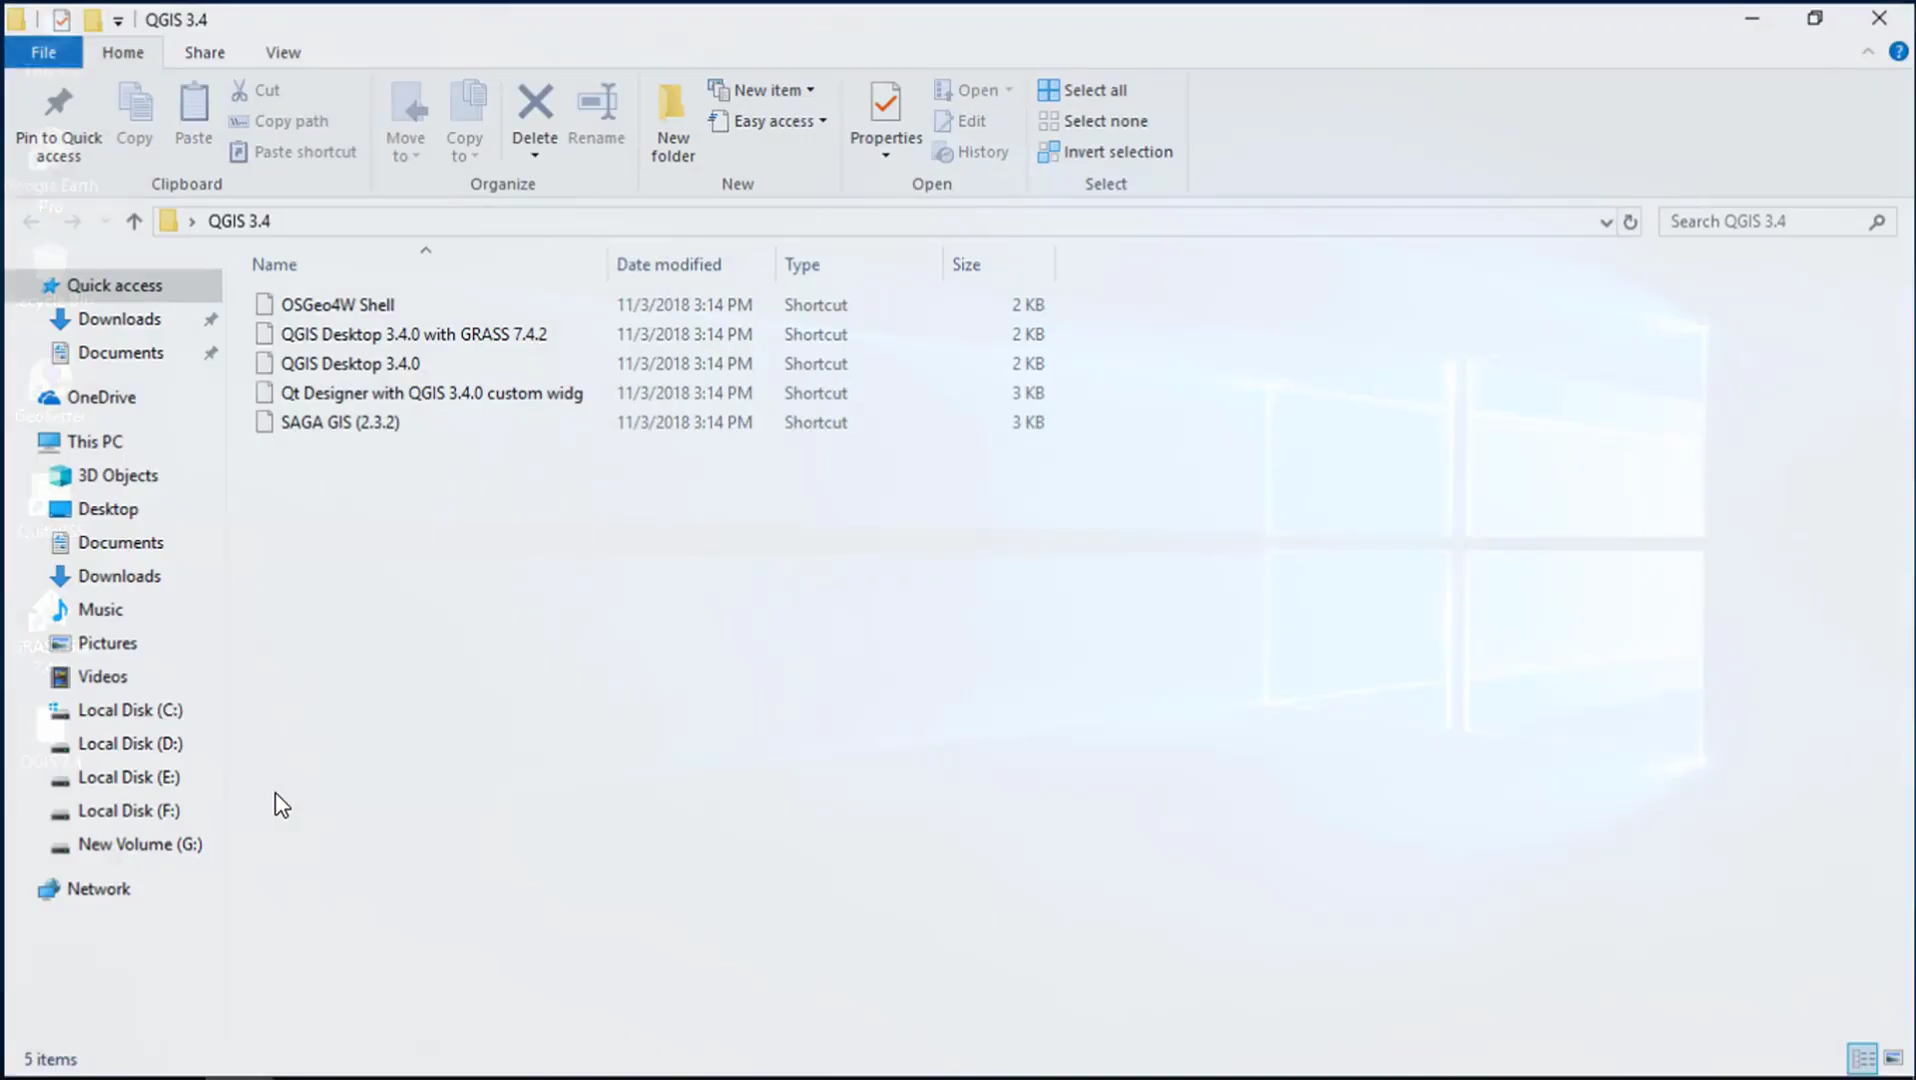 QGIS 3.4
File Home Share View
Pin to Quick access
Copy
Paste
Cut
Copy path
Paste shortcut
Clipboard
Move to
Copy to
Delete
Rename
Organize
New folder
New item
Easy access
New
Properties
Open
Edit
History
Open
Select all
Select none
Invert selection
Select
QGIS 3.4
Search QGIS 3.4
Name Date modified Type Size
OSGeo4W Shell 11/3/2018 3:14 PM Shortcut 2 KB
QGIS Desktop 3.4.0 with GRASS 7.4.2 11/3/2018 3:14 PM Shortcut 2 KB
QGIS Desktop 3.4.0 11/3/2018 3:14 PM Shortcut 2 KB
Qt Designer with QGIS 3.4.0 custom widg 11/3/2018 3:14 PM Shortcut 3 KB
SAGA GIS (2.3.2) 11/3/2018 3:14 PM Shortcut 3 KB
Quick access
Downloads
Documents
OneDrive
This PC
3D Objects
Desktop
Documents
Downloads
Music
Pictures
Videos
Local Disk (C:)
Local Disk (D:)
Local Disk (E:)
Local Disk (F:)
New Volume (G:)
Network
5 items